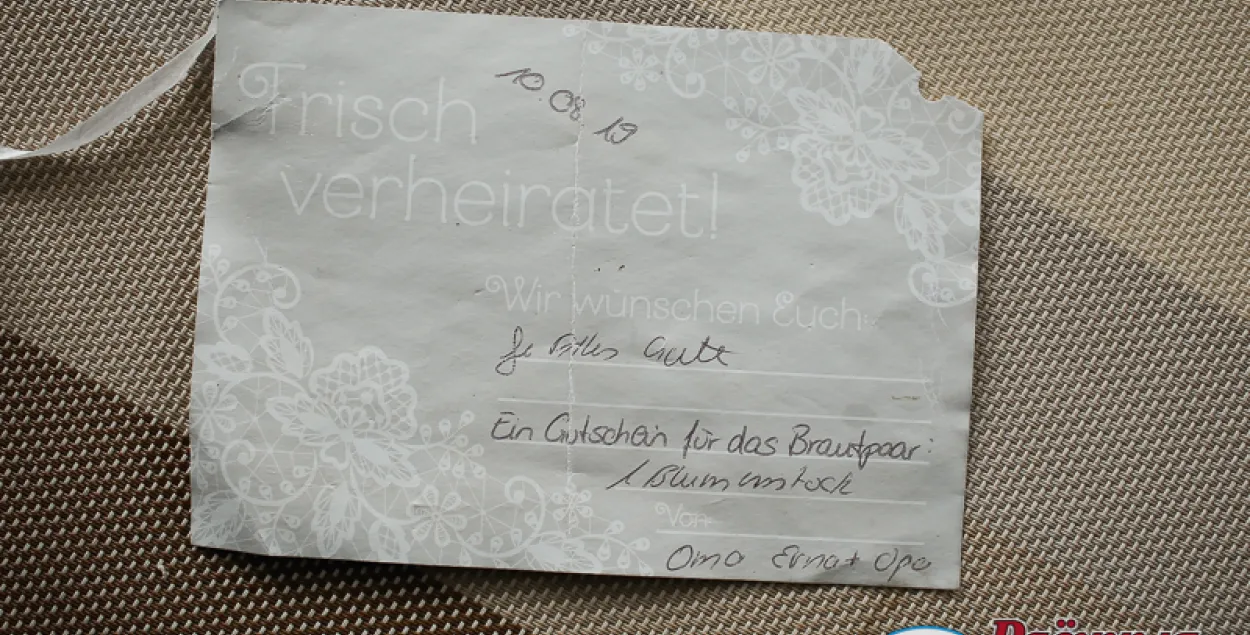 Frisch
10.08.19
verheiratet!
Wir wünschen Euch:
Alles Gute
Ein Gutschein für das Brautpaar:
1 Blumenstock
Von:
Oma Erna + Opa